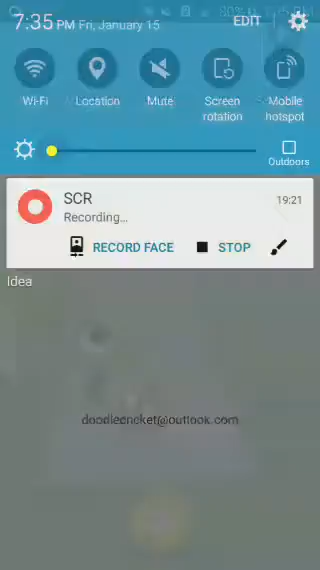 7:35 PM Fri, January 15 EDIT
Wi-Fi Location Mute Screen rotation Mobile hotspot
Outdoors
SCR 19:21
Recording...
RECORD FACE STOP
Idea
doodlecricket@outlook.com